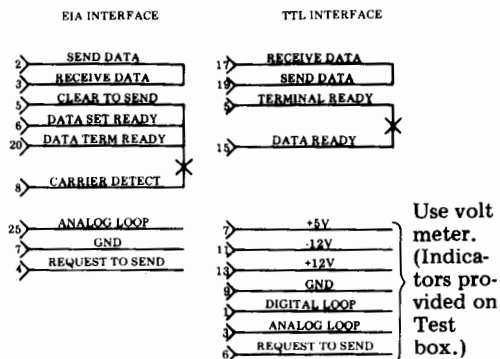 EIA INTERFACE
2 SEND DATA
3 RECEIVE DATA
5 CLEAR TO SEND
6 DATA SET READY
20 DATA TERM READY
8 CARRIER DETECT
25 ANALOG LOOP
7 GND
4 REQUEST TO SEND
TTL INTERFACE
17 RECEIVE DATA
19 SEND DATA
TERMINAL READY
15 DATA READY
7 +5V
11 -12V
13 +12V
9 GND
1 DIGITAL LOOP
3 ANALOG LOOP
6 REQUEST TO SEND
Use volt
meter.
(Indica-
tors pro-
vided on
Test
box.)